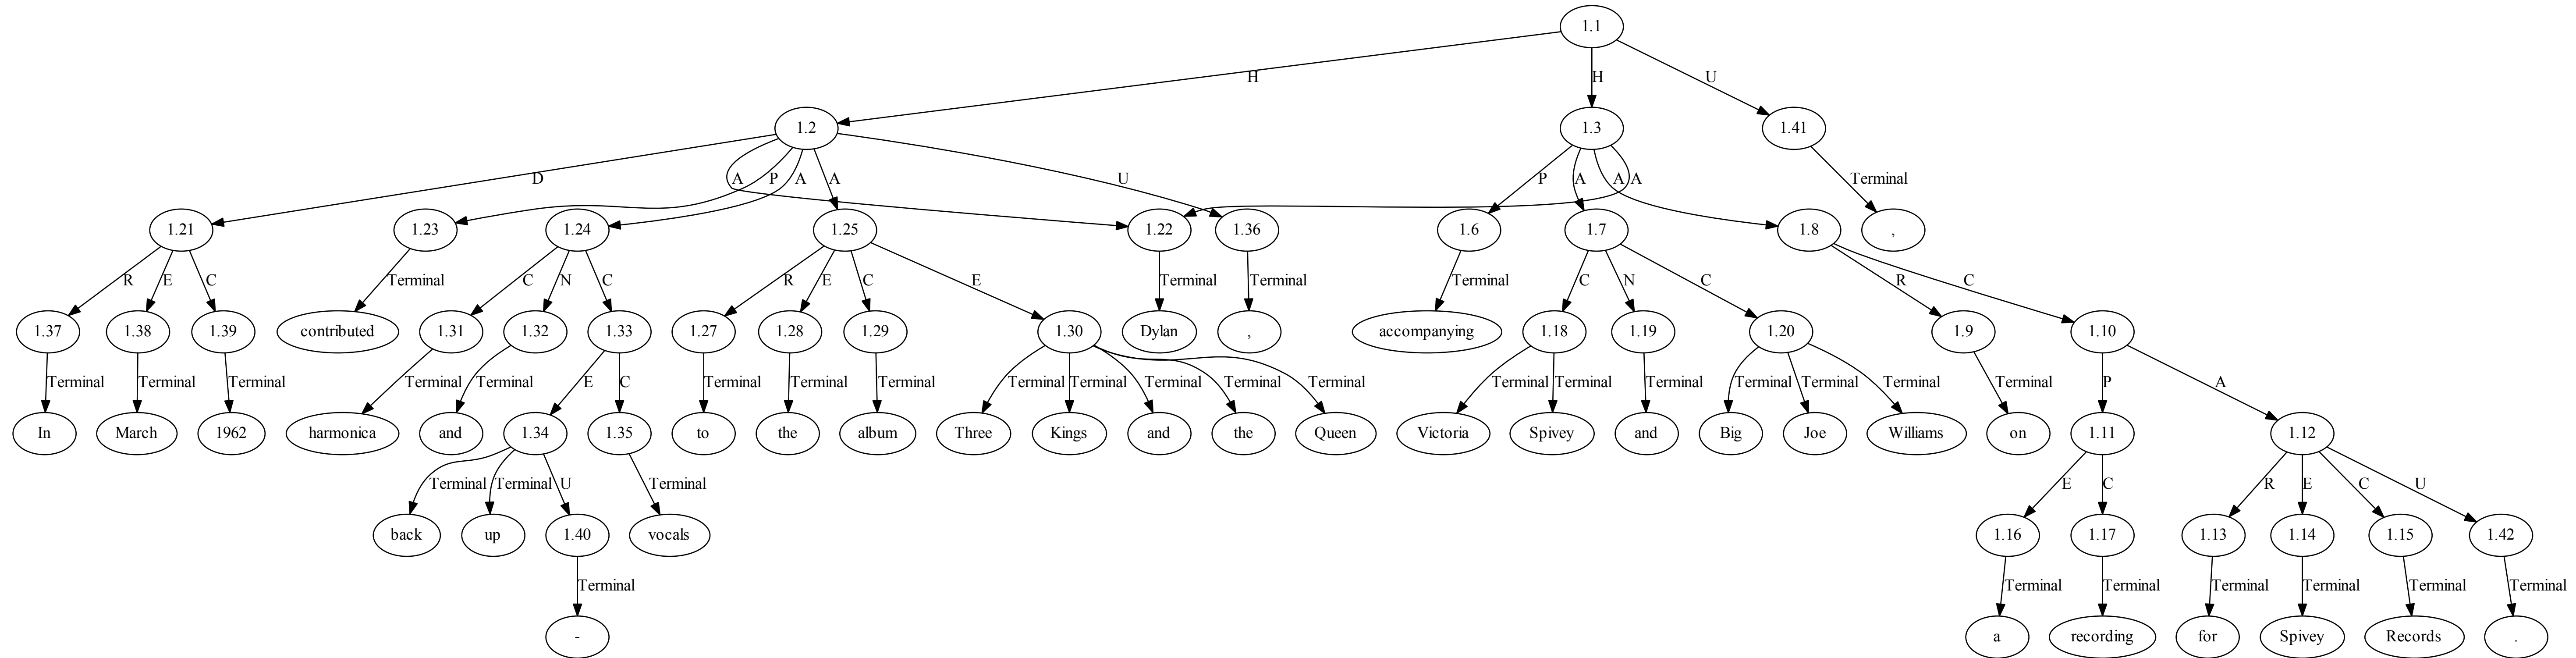 1.1
H H U
1.2 1.3 1.41
D A P A A U P A A A Terminal
1.21 1.23 1.24 1.25 1.22 1.36 1.6 1.7 1.8 ,
R E C Terminal C N C R E C E Terminal Terminal Terminal C N C R C
1.37 1.38 1.39 contributed 1.31 1.32 1.33 1.27 1.28 1.29 1.30 Dylan , accompanying 1.18 1.19 1.20 1.9 1.10
Terminal Terminal Terminal Terminal Terminal E C Terminal Terminal Terminal Terminal Terminal Terminal Terminal Terminal Terminal Terminal Terminal Terminal Terminal Terminal Terminal P A
In March 1962 harmonica and 1.34 1.35 to the album Three Kings and the Queen Victoria Spivey and Big Joe Williams on 1.11 1.12
Terminal Terminal U Terminal E C R E C U
back up 1.40 vocals 1.16 1.17 1.13 1.14 1.15 1.42
Terminal Terminal Terminal Terminal Terminal Terminal Terminal
- a recording for Spivey Records .